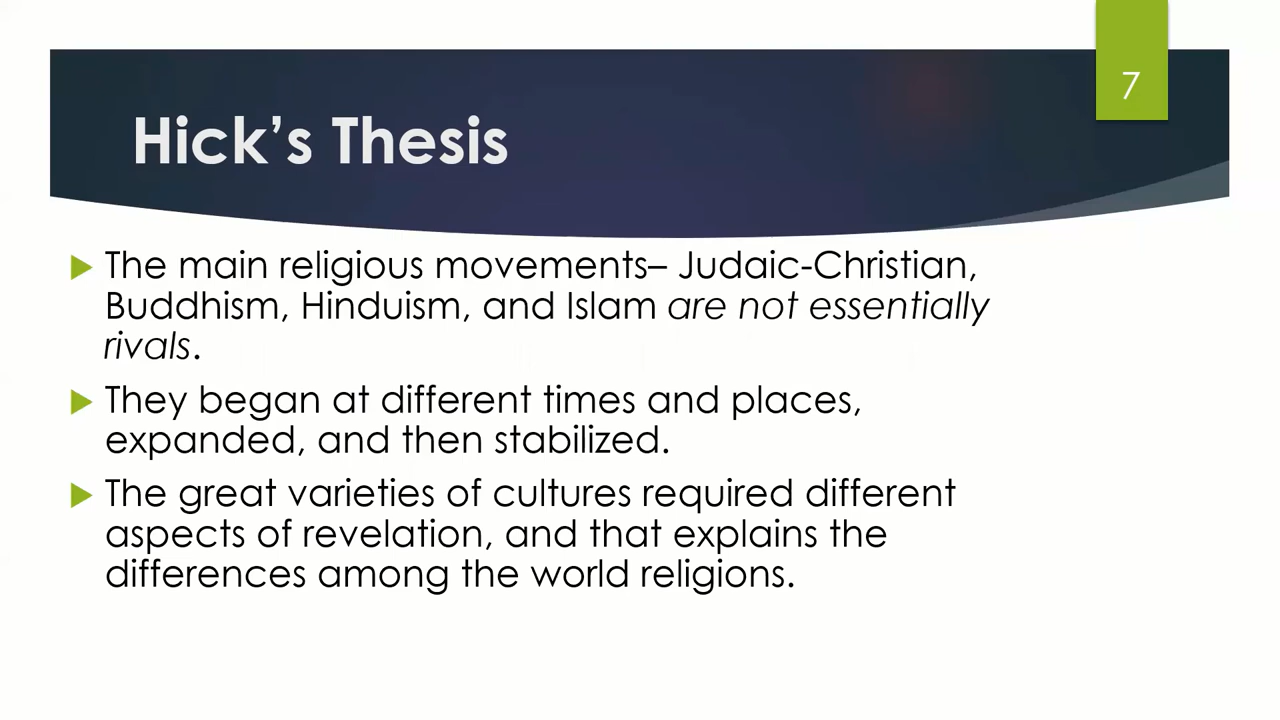 7
Hick’s Thesis
The main religious movements– Judaic-Christian,
Buddhism, Hinduism, and Islam are not essentially
rivals.
They began at different times and places,
expanded, and then stabilized.
The great varieties of cultures required different
aspects of revelation, and that explains the
differences among the world religions.